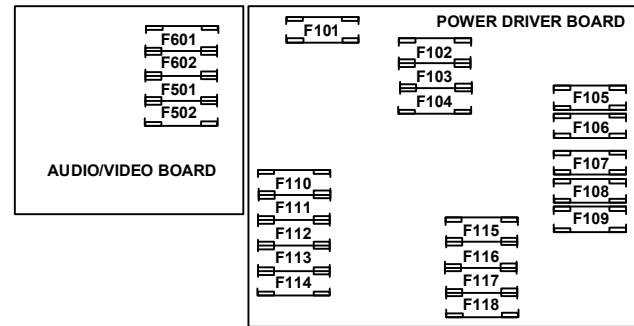 F601
F602
F501
F502
AUDIO/VIDEO BOARD
POWER DRIVER BOARD
F101
F102
F103
F104
F105
F106
F107
F108
F109
F110
F111
F112
F113
F114
F115
F116
F117
F118